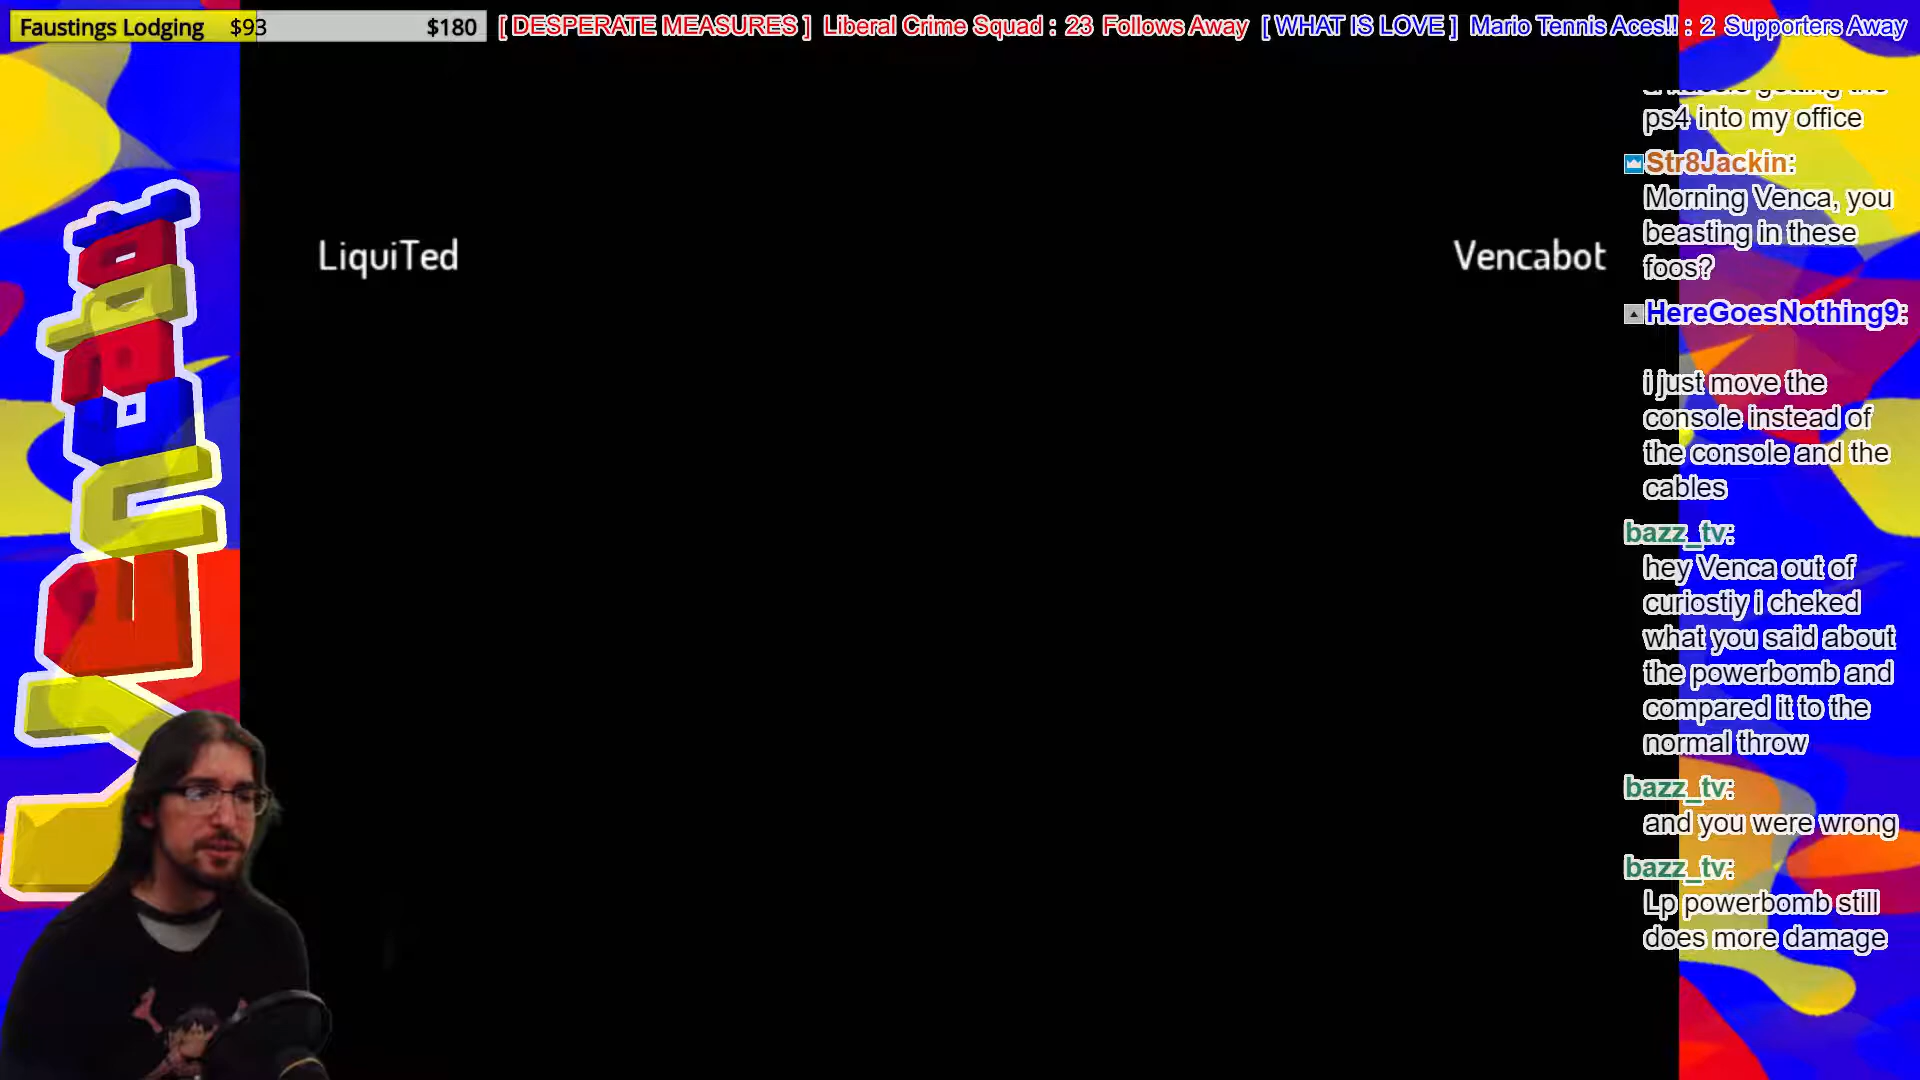 Faustings Lodging $93 $180 [ DESPERATE MEASURES ] Liberal Crime Squad : 23 Follows Away [ WHAT IS LOVE ] Mario Tennis Aces!! : 2 Supporters Away
Vencabot
LiquiTed
Vencabot
getting the
ps4 into my office
Str8Jackin:
Morning Venca, you
beasting in these
foos?
HereGoesNothing9:
i just move the
console instead of
the console and the
cables
bazz_tv:
hey Venca out of
curiostiy i cheked
what you said about
the powerbomb and
compared it to the
normal throw
bazz_tv:
and you were wrong
bazz_tv:
Lp powerbomb still
does more damage